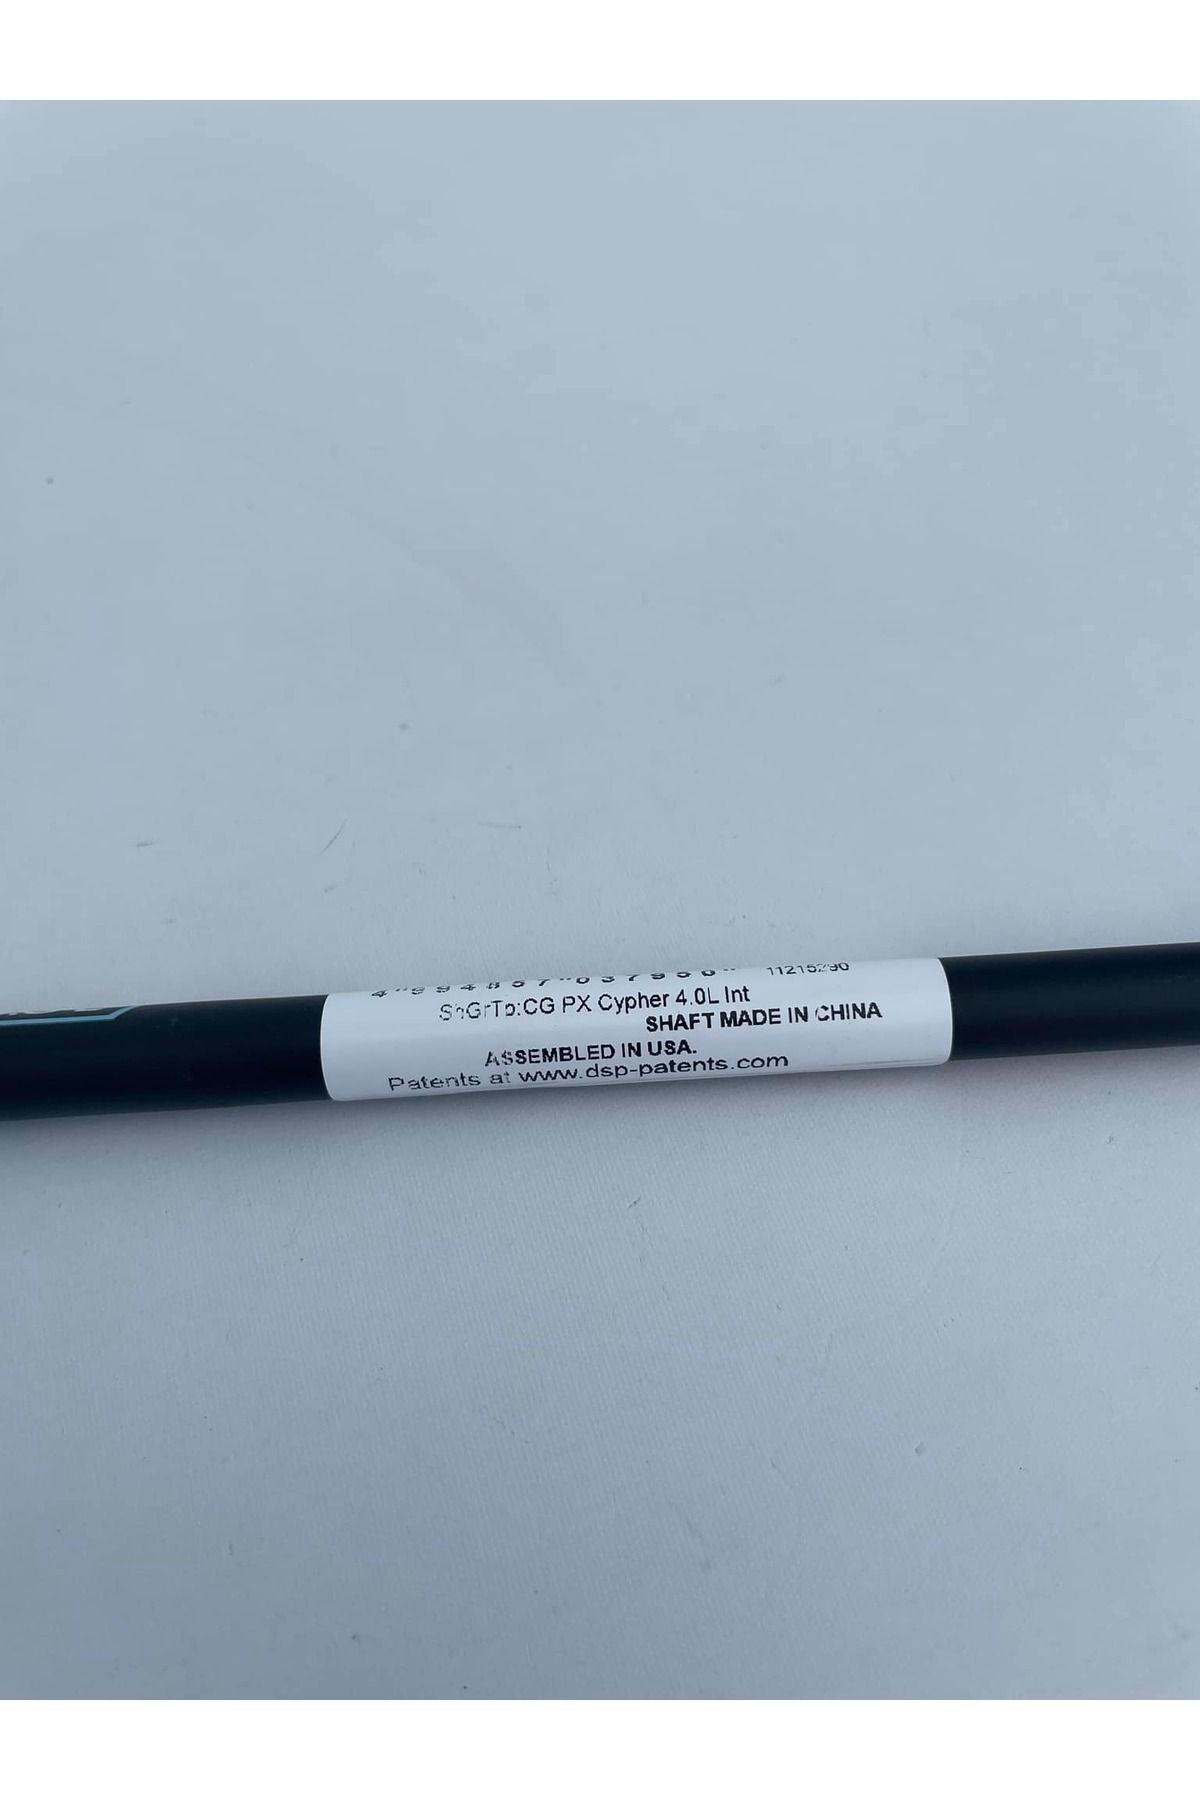 ShGrTp:CG PX Cypher 4.0L Int
SHAFT MADE IN CHINA
ASSEMBLED IN USA.
Patents at www.dsp-patents.com